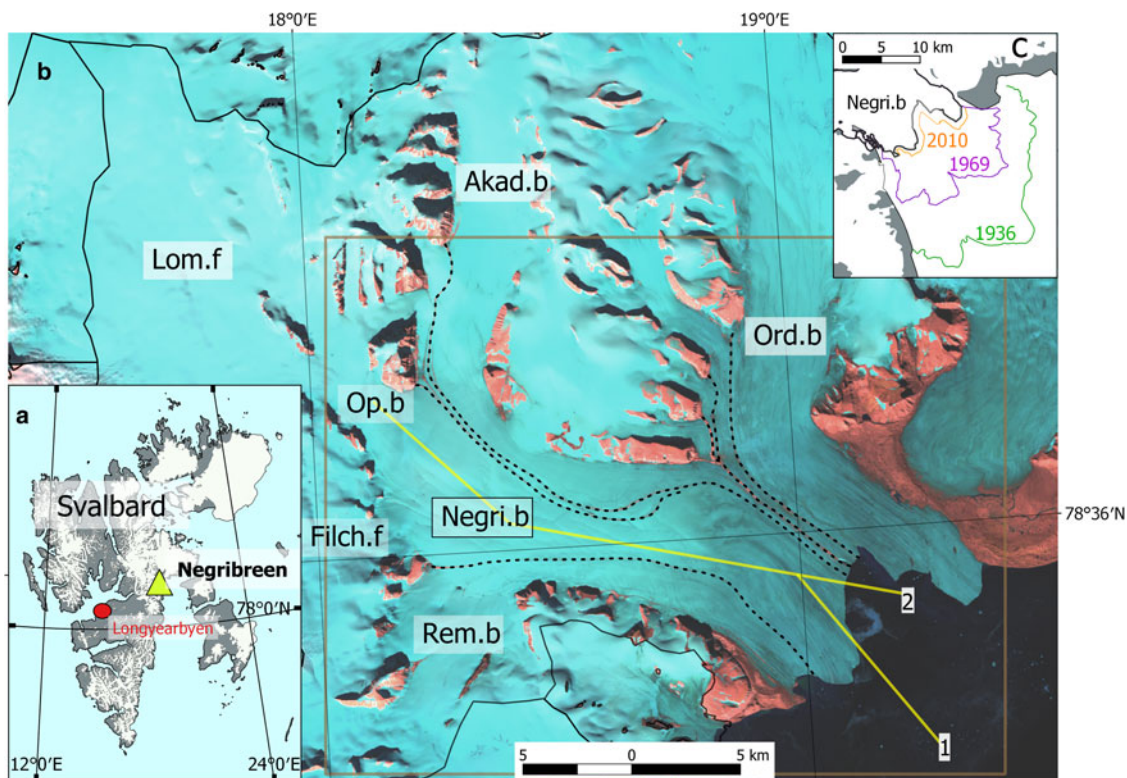 18°0′E
19°0′E
b
0 5 10 km
C
Negri.b
2010
1969
1936
Akad.b
Lom.f
Ord.b
Op.b
Negri.b
Filch.f
Rem.b
78°36′N
2
1
a
Svalbard
Negribreen
78°0′N
Longyearbyen
12°0′E
24°0′E
5 0 5 km